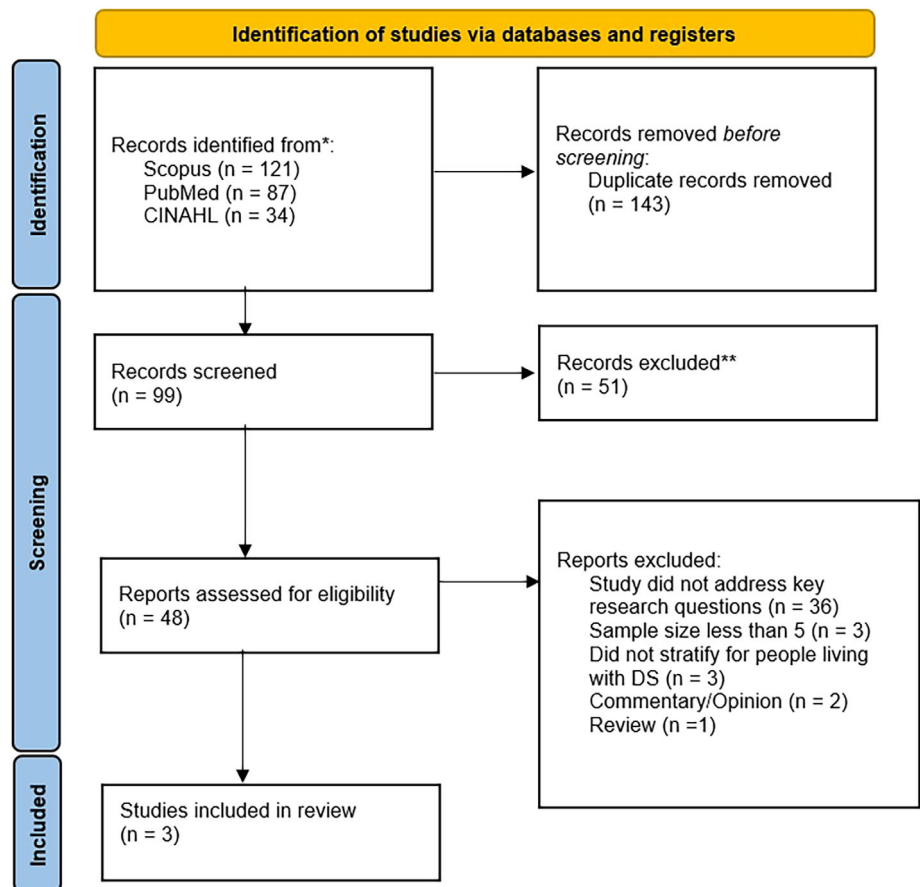 Identification of studies via databases and registers
Identification
Records identified from*:
Scopus (n = 121)
PubMed (n = 87)
CINAHL (n = 34)
Records removed before
screening:
Duplicate records removed
(n = 143)
Screening
Records screened
(n = 99)
Records excluded**
(n = 51)
Reports assessed for eligibility
(n = 48)
Reports excluded:
Study did not address key
research questions (n = 36)
Sample size less than 5 (n = 3)
Did not stratify for people living
with DS (n = 3)
Commentary/Opinion (n = 2)
Review (n =1)
Included
Studies included in review
(n = 3)